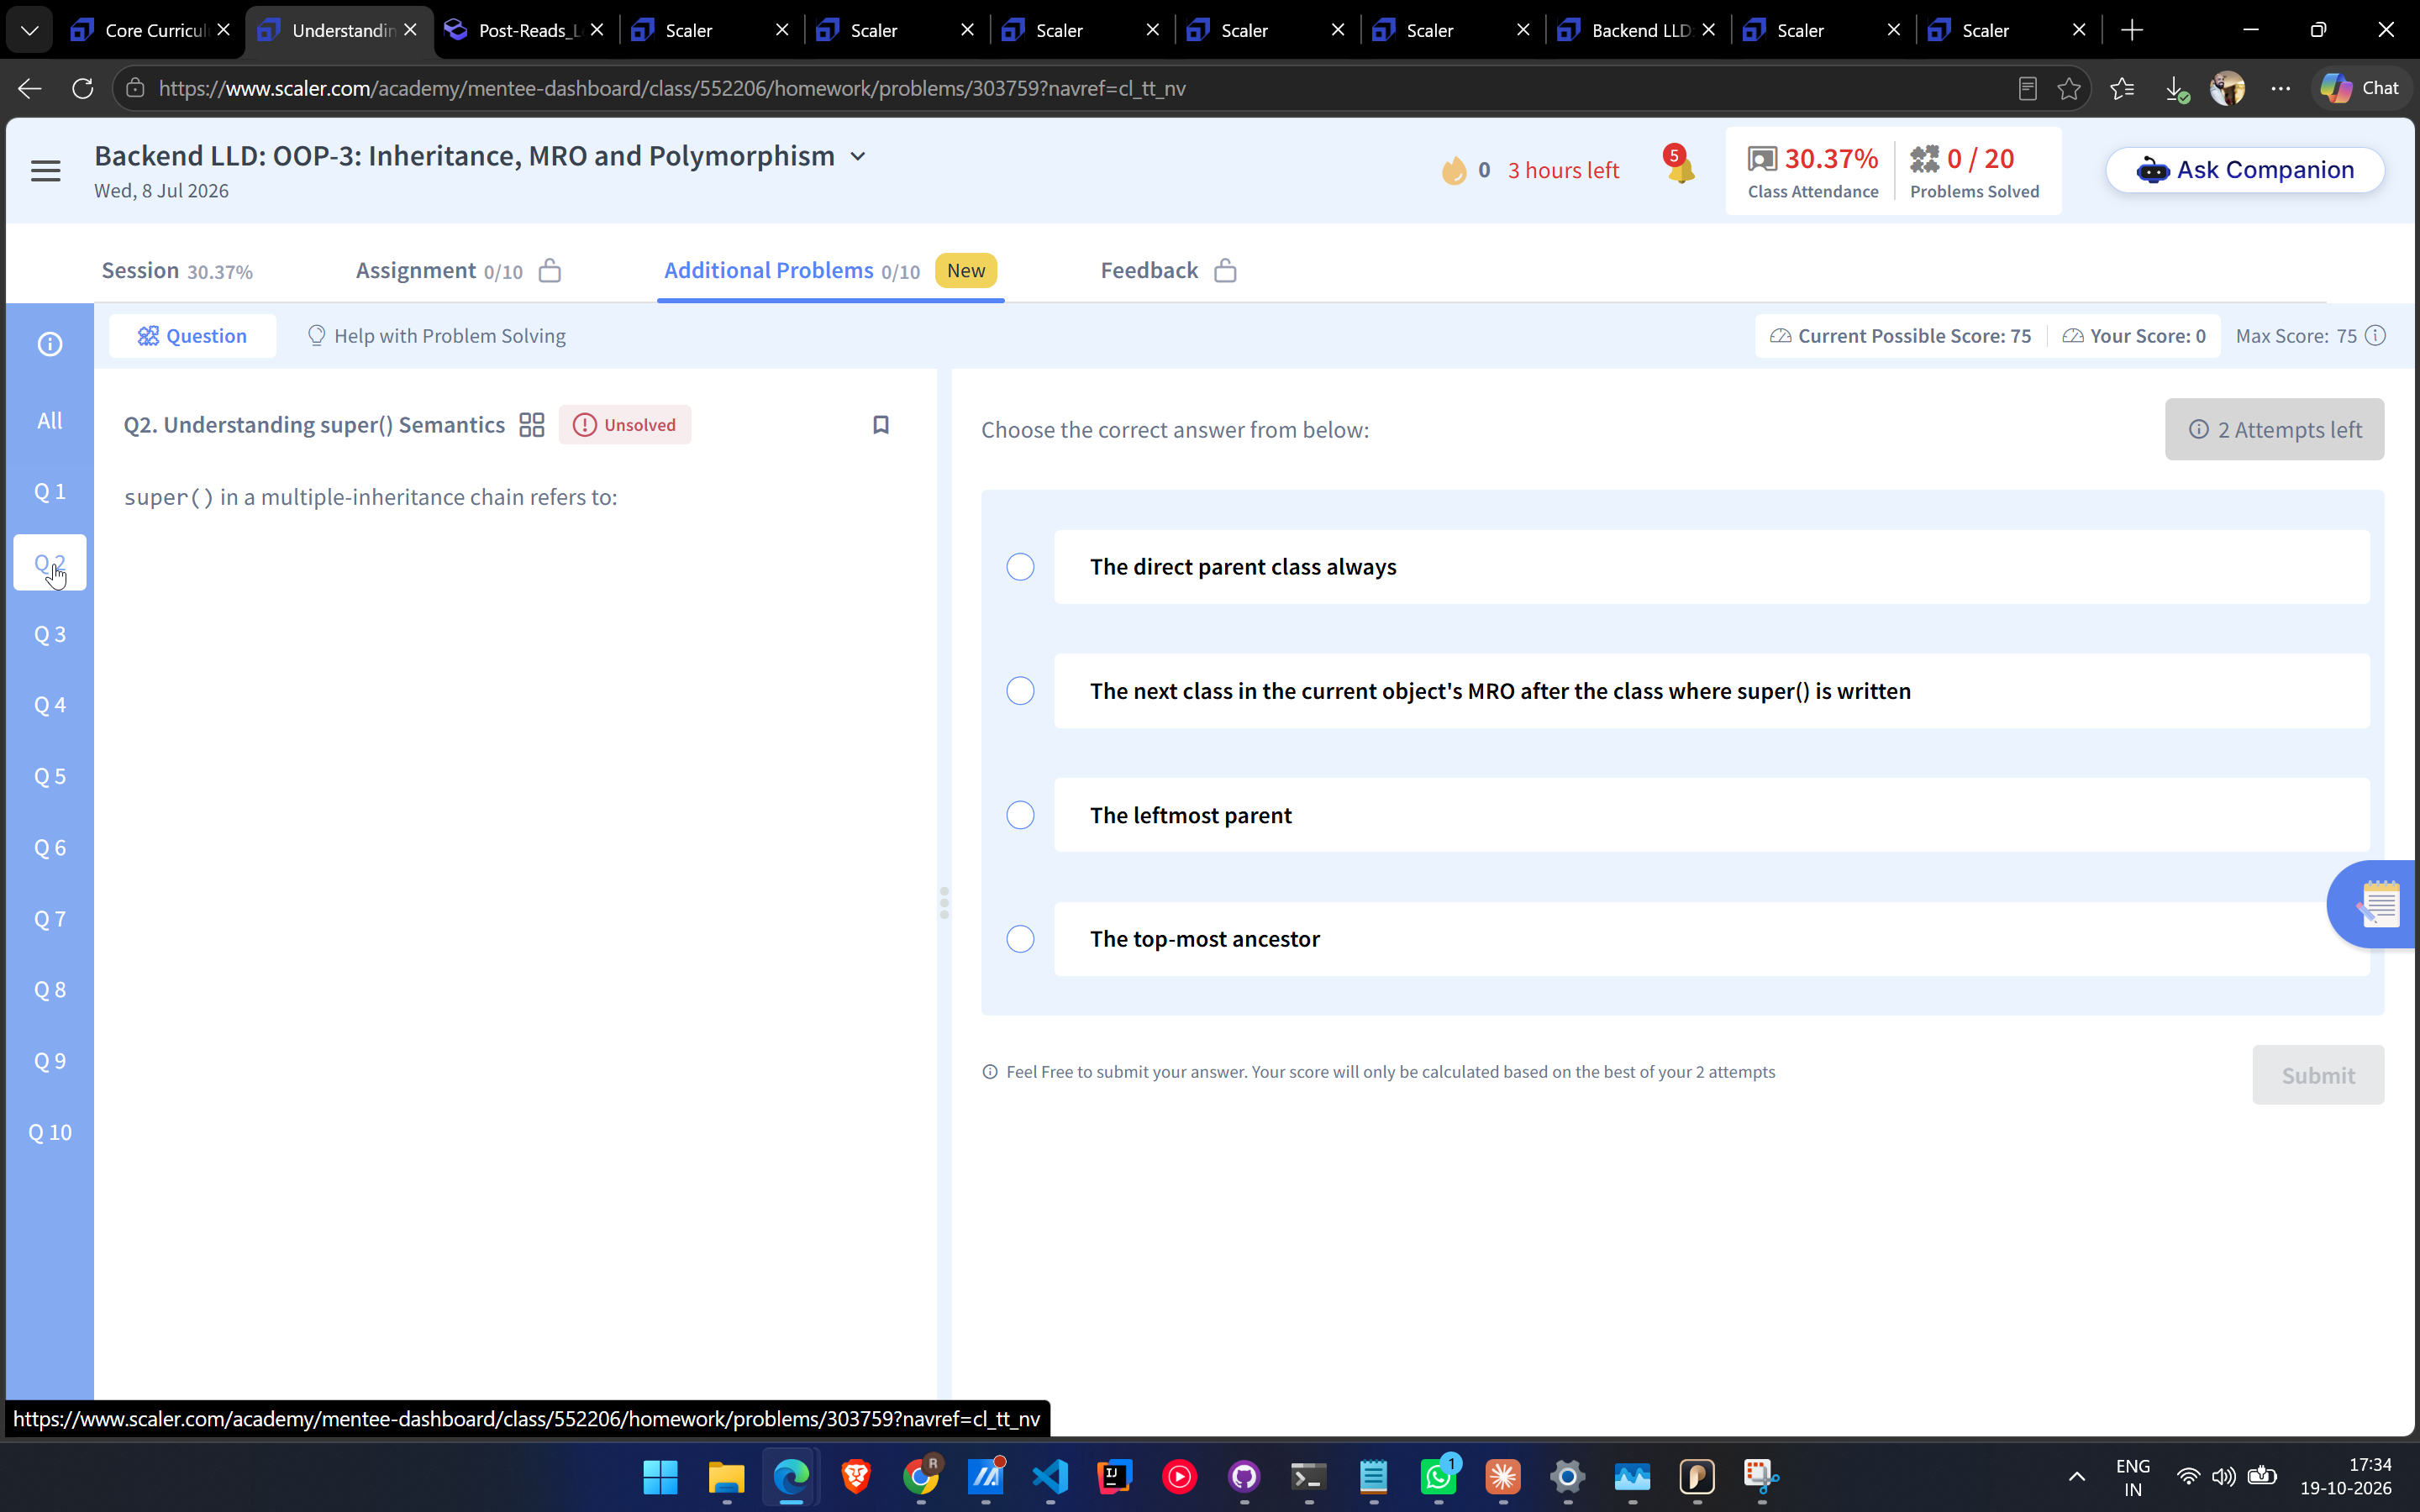 Core Curricul
Understandin
Post-Reads_L
Scaler
Scaler
Scaler
Scaler
Scaler
Backend LLD:
Scaler
Scaler
https://www.scaler.com/academy/mentee-dashboard/class/552206/homework/problems/303759?navref=cl_tt_nv
Chat
Backend LLD: OOP-3: Inheritance, MRO and Polymorphism
Wed, 8 Jul 2026
0 3 hours left
5
30.37%
Class Attendance
0 / 20
Problems Solved
Ask Companion
Session 30.37%
Assignment 0/10
Additional Problems 0/10 New
Feedback
Question
Help with Problem Solving
Current Possible Score: 75
Your Score: 0
Max Score: 75
All
Q 1
Q 2
Q 3
Q 4
Q 5
Q 6
Q 7
Q 8
Q 9
Q 10
Q2. Understanding super() Semantics
Unsolved
super() in a multiple-inheritance chain refers to:
Choose the correct answer from below:
2 Attempts left
The direct parent class always
The next class in the current object's MRO after the class where super() is written
The leftmost parent
The top-most ancestor
Feel Free to submit your answer. Your score will only be calculated based on the best of your 2 attempts
Submit
https://www.scaler.com/academy/mentee-dashboard/class/552206/homework/problems/303759?navref=cl_tt_nv
R
IJ
1
ENG
IN
17:34
19-10-2026